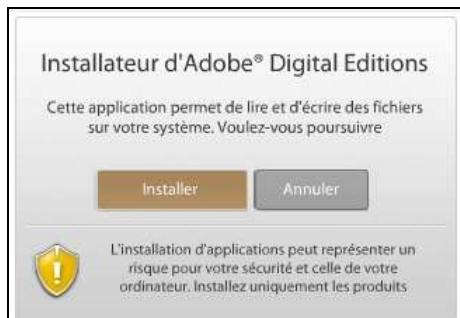 Installateur d'Adobe® Digital Editions
Cette application permet de lire et d'écrire des fichiers
sur votre système. Voulez-vous poursuivre
Installer
Annuler
L'installation d'applications peut représenter un
risque pour votre sécurité et celle de votre
ordinateur. Installez uniquement les produits